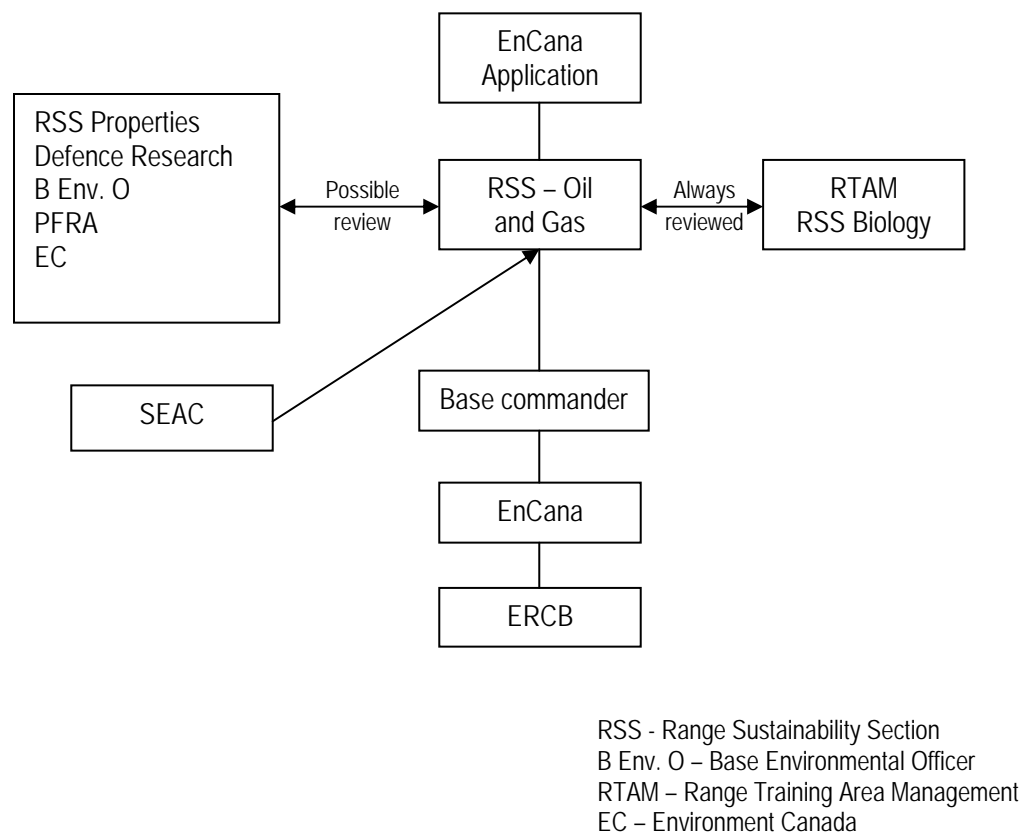 EnCana
Application
RSS Properties
Defence Research
B Env. O
PFRA
EC
Possible
review
RSS – Oil
and Gas
Always
reviewed
RTAM
RSS Biology
SEAC
Base commander
EnCana
ERCB
RSS - Range Sustainability Section
B Env. O – Base Environmental Officer
RTAM – Range Training Area Management
EC – Environment Canada